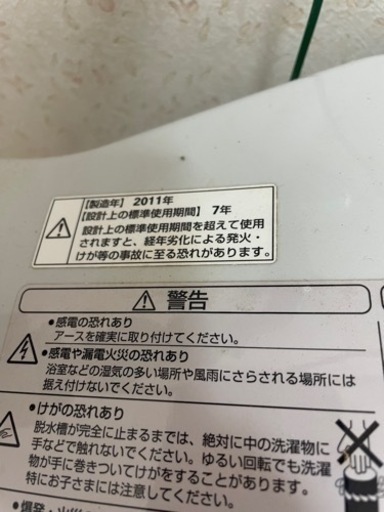 【製造年】 2011年
【設計上の標準使用期間】 7年
設計上の標準使用期間を超えて使用
されますと、経年劣化による発火・
けが等の事故に至る恐れがあります。
警告
●感電の恐れあり
アースを確実に取り付けてください。
●感電や漏電火災の恐れあり
浴室などの湿気の多い場所や風雨にさらされる場所には
据え付けないでください。
●けがの恐れあり
脱水槽が完全に止まるまでは、絶対に中の洗濯物に
手などで触れないでください。ゆるい回転でも洗濯
物が手に巻きついてけがをすることがあります。
特にお子さまには注意してください。